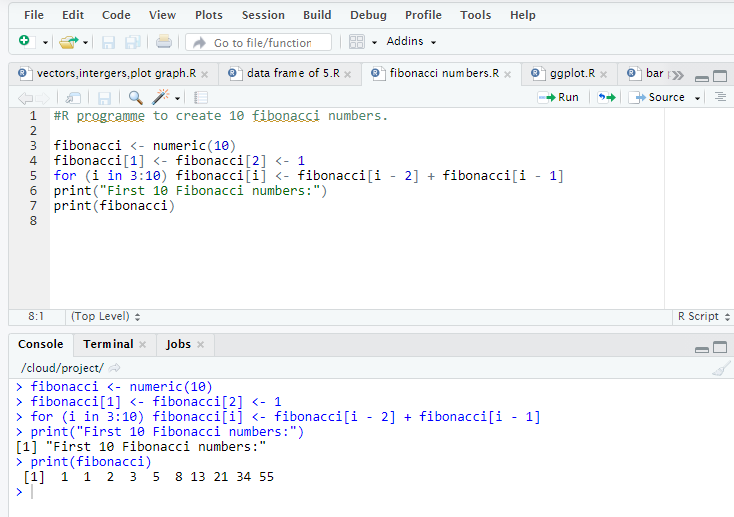 File Edit Code View Plots Session Build Debug Profile Tools Help
Go to file/function Addins
vectors,intergers,plot graph.R data frame of 5.R fibonacci numbers.R ggplot.R bar
Run Source
1 #R programme to create 10 fibonacci numbers.
2
3 fibonacci <- numeric(10)
4 fibonacci[1] <- fibonacci[2] <- 1
5 for (i in 3:10) fibonacci[i] <- fibonacci[i - 2] + fibonacci[i - 1]
6 print("First 10 Fibonacci numbers:")
7 print(fibonacci)
8
8:1 (Top Level) R Script
Console Terminal Jobs
/cloud/project/
> fibonacci <- numeric(10)
> fibonacci[1] <- fibonacci[2] <- 1
> for (i in 3:10) fibonacci[i] <- fibonacci[i - 2] + fibonacci[i - 1]
> print("First 10 Fibonacci numbers:")
[1] "First 10 Fibonacci numbers:"
> print(fibonacci)
[1] 1 1 2 3 5 8 13 21 34 55
>